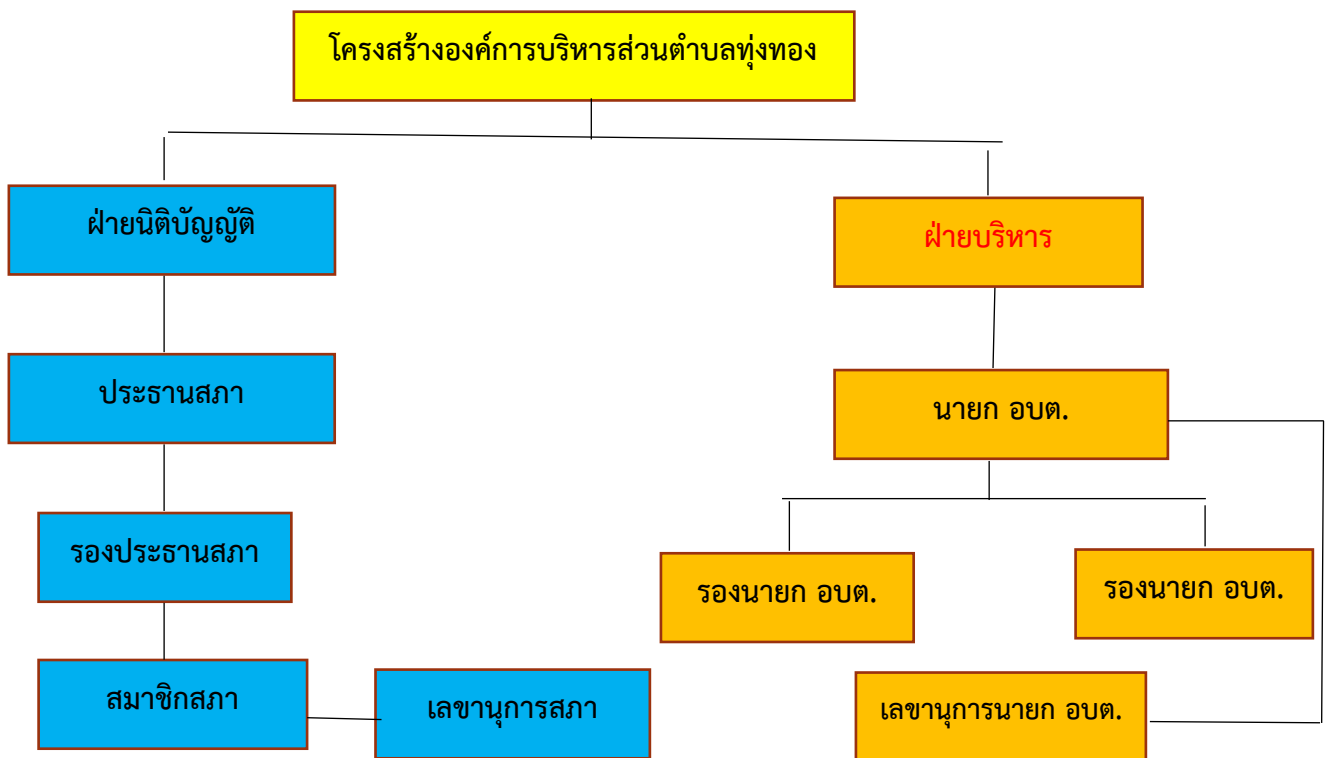 โครงสร้างองค์การบริหารส่วนตำบลทุ่งทอง
ฝ่ายนิติบัญญัติ
ฝ่ายบริหาร
ประธานสภา
นายก อบต.
รองประธานสภา
รองนายก อบต.
รองนายก อบต.
สมาชิกสภา
เลขานุการสภา
เลขานุการนายก อบต.